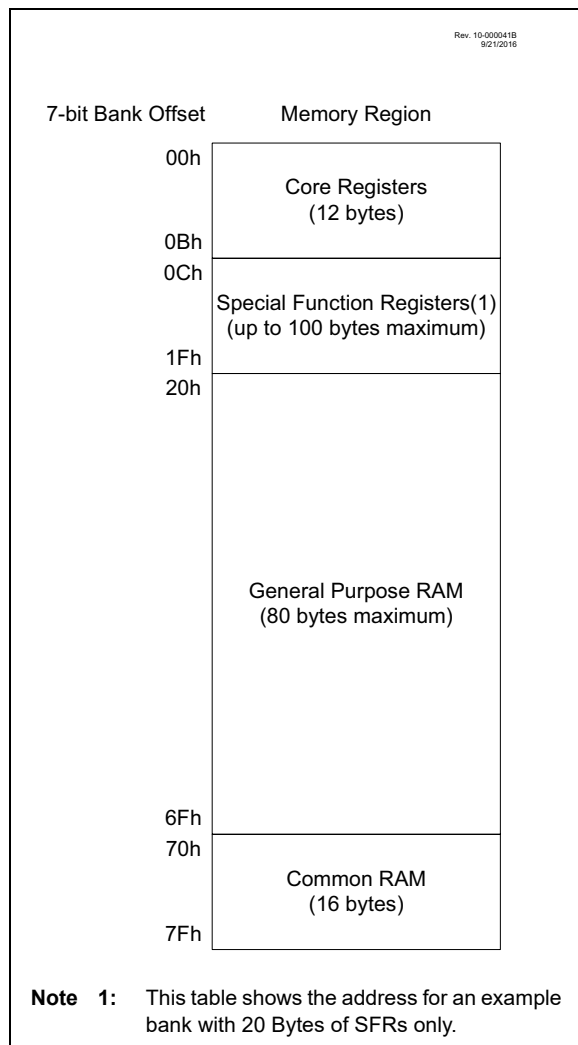 Rev. 10-000041B
9/21/2016
7-bit Bank Offset Memory Region
00h
Core Registers
(12 bytes)
0Bh
0Ch
Special Function Registers(1)
(up to 100 bytes maximum)
1Fh
20h
General Purpose RAM
(80 bytes maximum)
6Fh
70h
Common RAM
(16 bytes)
7Fh
Note 1: This table shows the address for an example
bank with 20 Bytes of SFRs only.